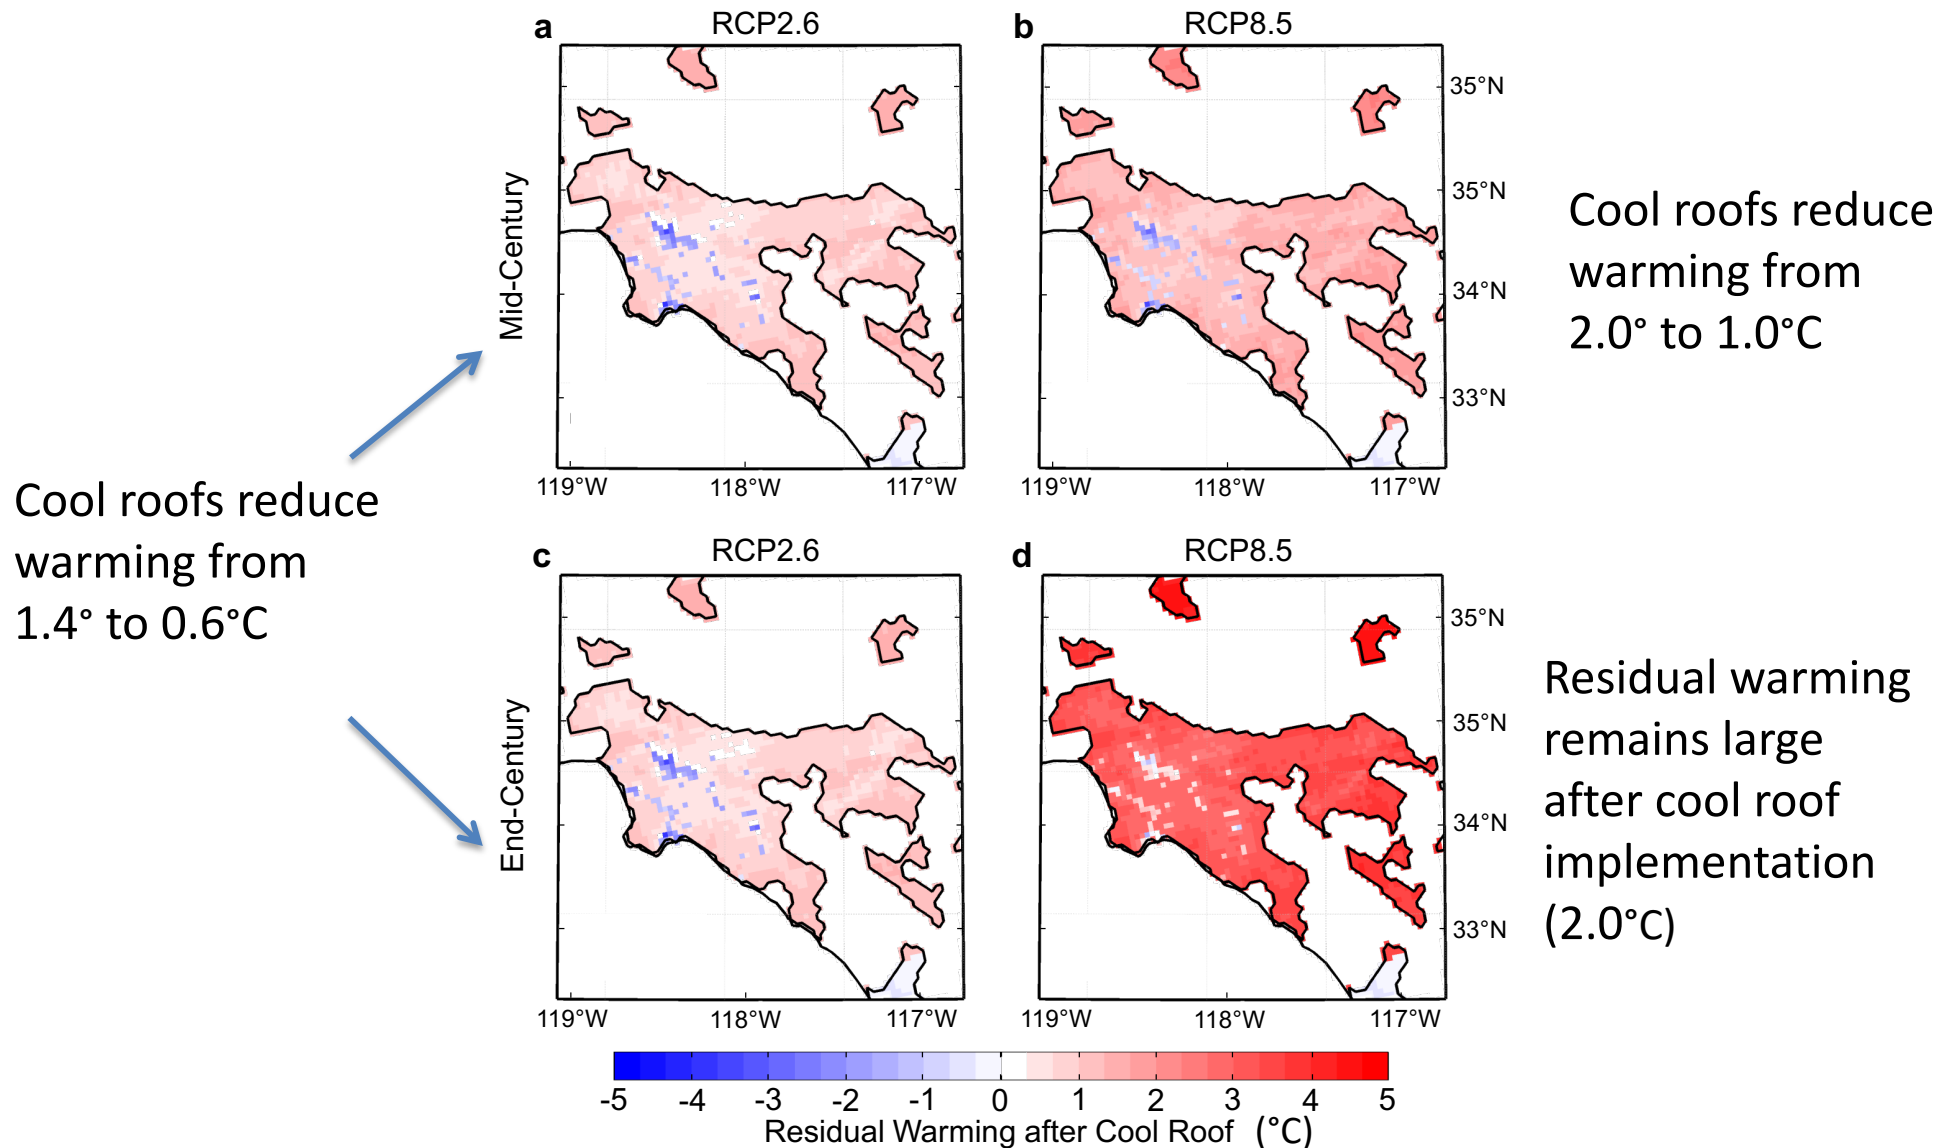 a
RCP2.6
b
RCP8.5
35°N
35°N
34°N
33°N
Mid-Century
119°W
118°W
117°W
119°W
118°W
117°W
Cool roofs reduce
warming from
2.0° to 1.0°C
Cool roofs reduce
warming from
1.4° to 0.6°C
c
RCP2.6
d
RCP8.5
35°N
35°N
34°N
33°N
End-Century
119°W
118°W
117°W
119°W
118°W
117°W
Residual warming
remains large
after cool roof
implementation
(2.0°C)
-5 -4 -3 -2 -1 0 1 2 3 4 5
Residual Warming after Cool Roof (°C)